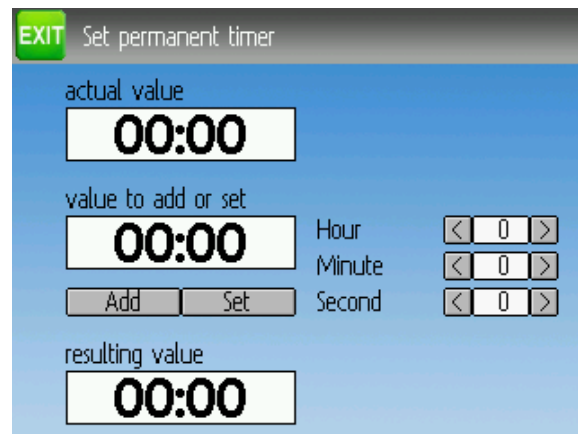 EXIT Set permanent timer
actual value
00:00
value to add or set
00:00
Hour < 0 >
Minute < 0 >
Add Set Second < 0 >
resulting value
00:00